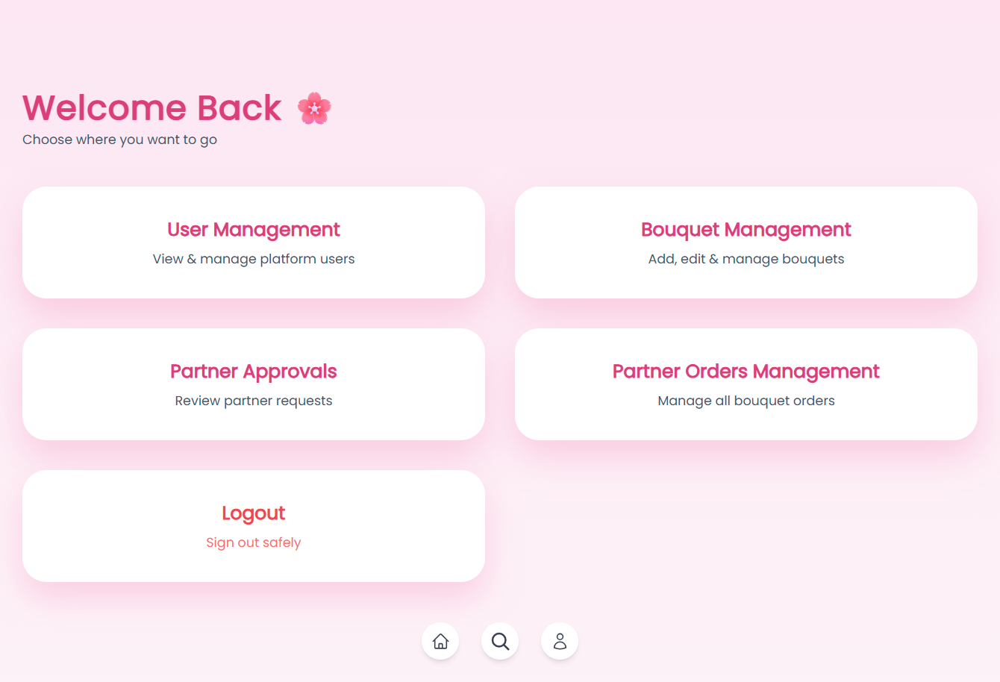 Welcome Back 🌸
Choose where you want to go
User Management
View & manage platform users
Bouquet Management
Add, edit & manage bouquets
Partner Approvals
Review partner requests
Partner Orders Management
Manage all bouquet orders
Logout
Sign out safely